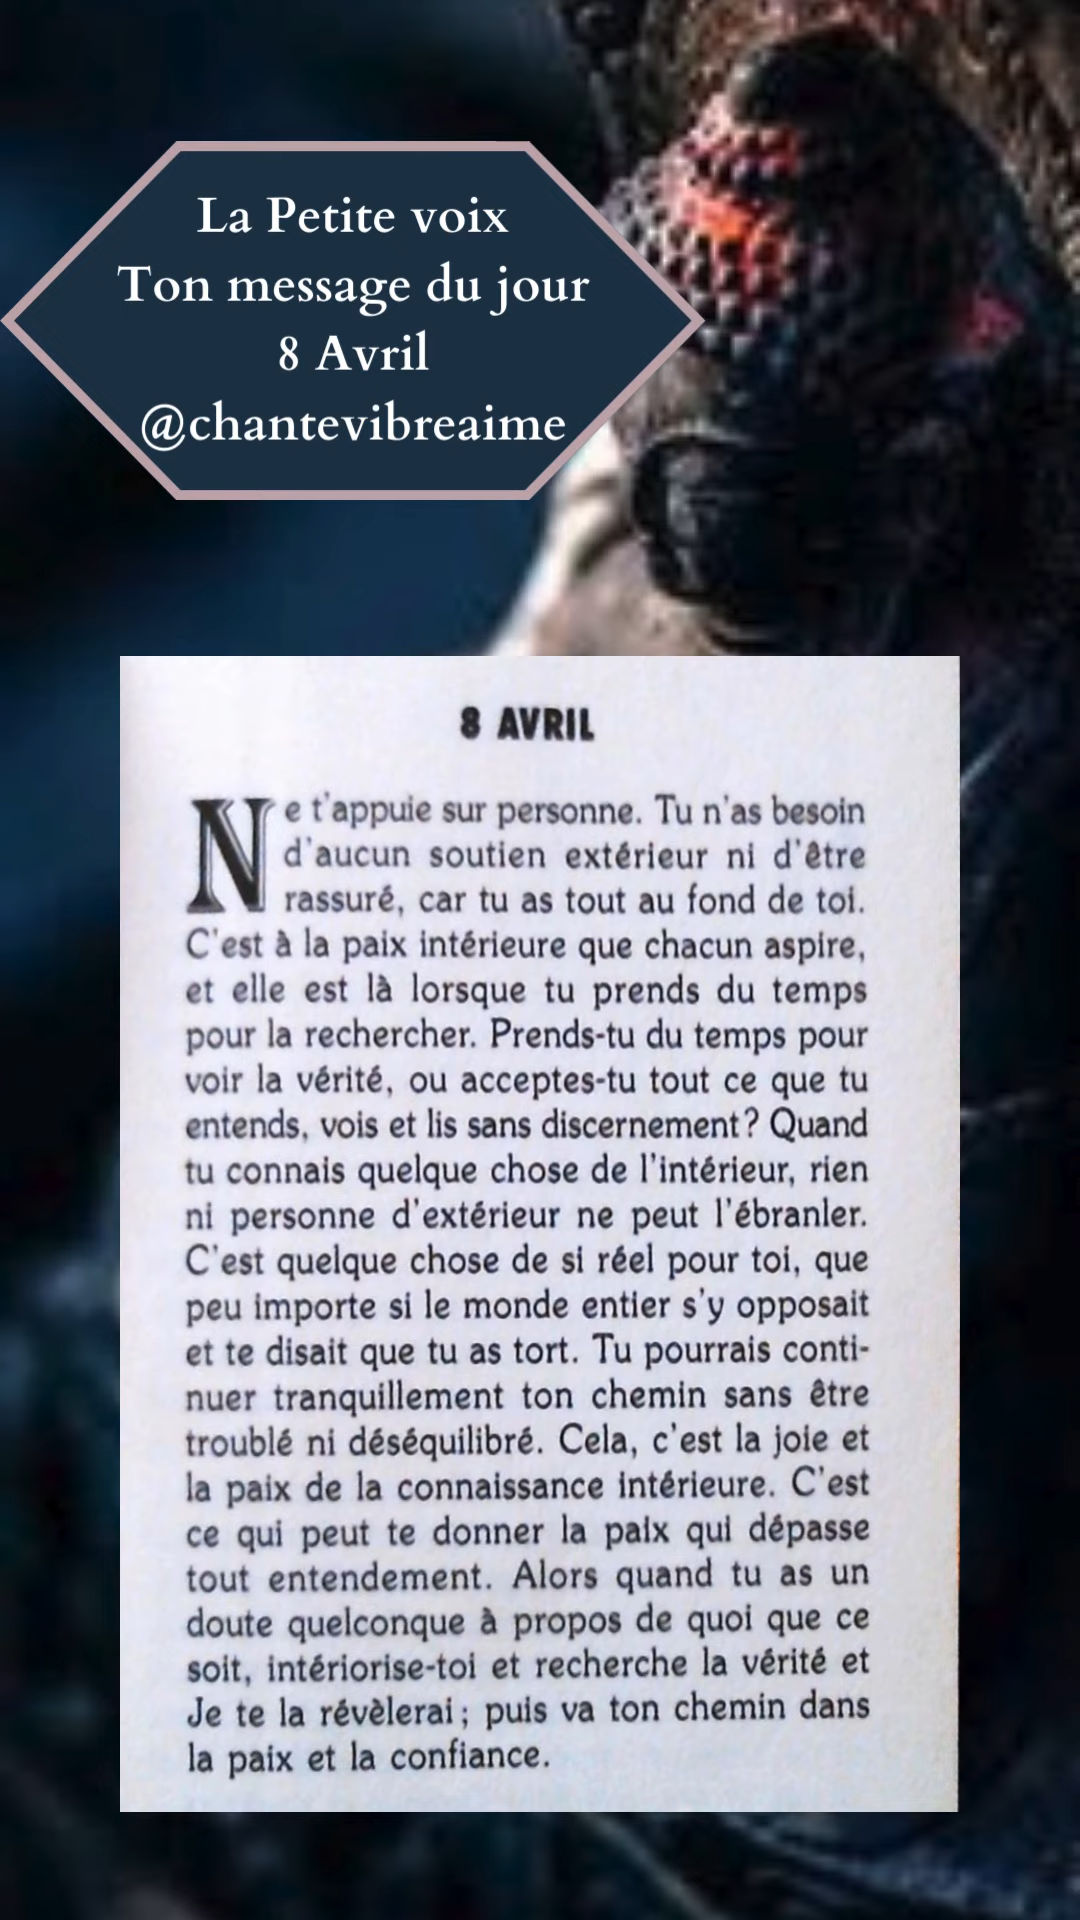 La Petite voix
Ton message du jour
8 Avril
@chantevibreaime
8 AVRIL
Ne t'appuie sur personne. Tu n'as besoin
d'aucun soutien extérieur ni d'être
rassuré, car tu as tout au fond de toi.
C'est à la paix intérieure que chacun aspire,
et elle est là lorsque tu prends du temps
pour la rechercher. Prends-tu du temps pour
voir la vérité, ou acceptes-tu tout ce que tu
entends, vois et lis sans discernement? Quand
tu connais quelque chose de l'intérieur, rien
ni personne d'extérieur ne peut l'ébranler.
C'est quelque chose de si réel pour toi, que
peu importe si le monde entier s'y opposait
et te disait que tu as tort. Tu pourrais conti-
nuer tranquillement ton chemin sans être
troublé ni déséquilibré. Cela, c'est la joie et
la paix de la connaissance intérieure. C'est
ce qui peut te donner la paix qui dépasse
tout entendement. Alors quand tu as un
doute quelconque à propos de quoi que ce
soit, intériorise-toi et recherche la vérité et
Je te la révèlerai; puis va ton chemin dans
la paix et la confiance.